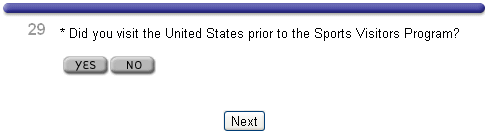 29 * Did you visit the United States prior to the Sports Visitors Program?
YES NO
Next